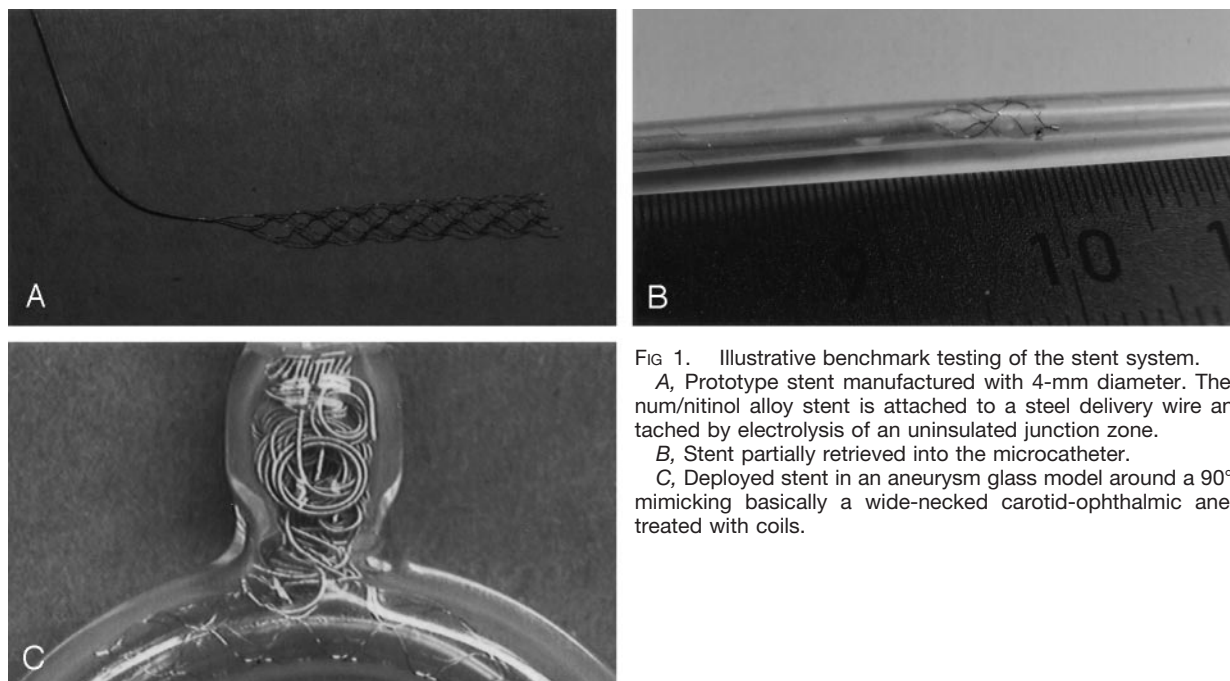 A
B
9
10
1
C
FIG 1. Illustrative benchmark testing of the stent system.
A, Prototype stent manufactured with 4-mm diameter. The
num/nitinol alloy stent is attached to a steel delivery wire an
tached by electrolysis of an uninsulated junction zone.
B, Stent partially retrieved into the microcatheter.
C, Deployed stent in an aneurysm glass model around a 90°
mimicking basically a wide-necked carotid-ophthalmic ane
treated with coils.